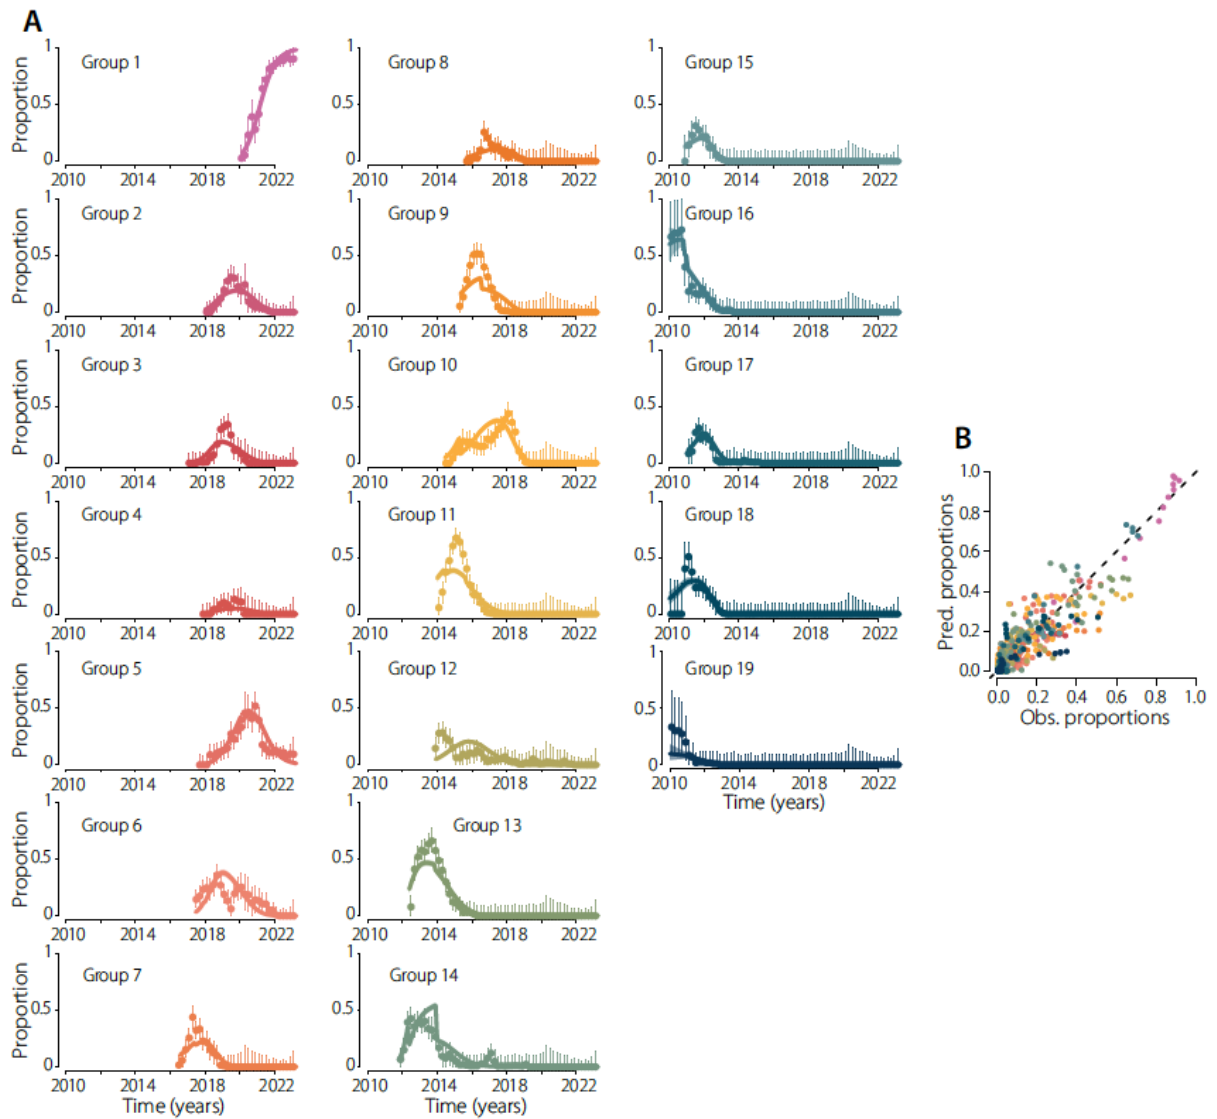 A
Proportion
1
0.5
0
Group 1
2010 2014 2018 2022
1
0.5
0
Group 8
2010 2014 2018 2022
1
0.5
0
Group 15
2010 2014 2018 2022
Proportion
1
0.5
0
Group 2
2010 2014 2018 2022
1
0.5
0
Group 9
2010 2014 2018 2022
1
0.5
0
Group 16
2010 2014 2018 2022
Proportion
1
0.5
0
Group 3
2010 2014 2018 2022
1
0.5
0
Group 10
2010 2014 2018 2022
1
0.5
0
Group 17
2010 2014 2018 2022
Proportion
1
0.5
0
Group 4
2010 2014 2018 2022
1
0.5
0
Group 11
2010 2014 2018 2022
1
0.5
0
Group 18
2010 2014 2018 2022
Proportion
1
0.5
0
Group 5
2010 2014 2018 2022
1
0.5
0
Group 12
2010 2014 2018 2022
1
0.5
0
Group 19
2010 2014 2018 2022
Time (years)
Proportion
1
0.5
0
Group 6
2010 2014 2018 2022
1
0.5
0
Group 13
2010 2014 2018 2022
Proportion
1
0.5
0
Group 7
2010 2014 2018 2022
Time (years)
1
0.5
0
Group 14
2010 2014 2018 2022
Time (years)
B
Pred. proportions
1.0
0.8
0.6
0.4
0.2
0.0
0.0 0.2 0.4 0.6 0.8 1.0
Obs. proportions